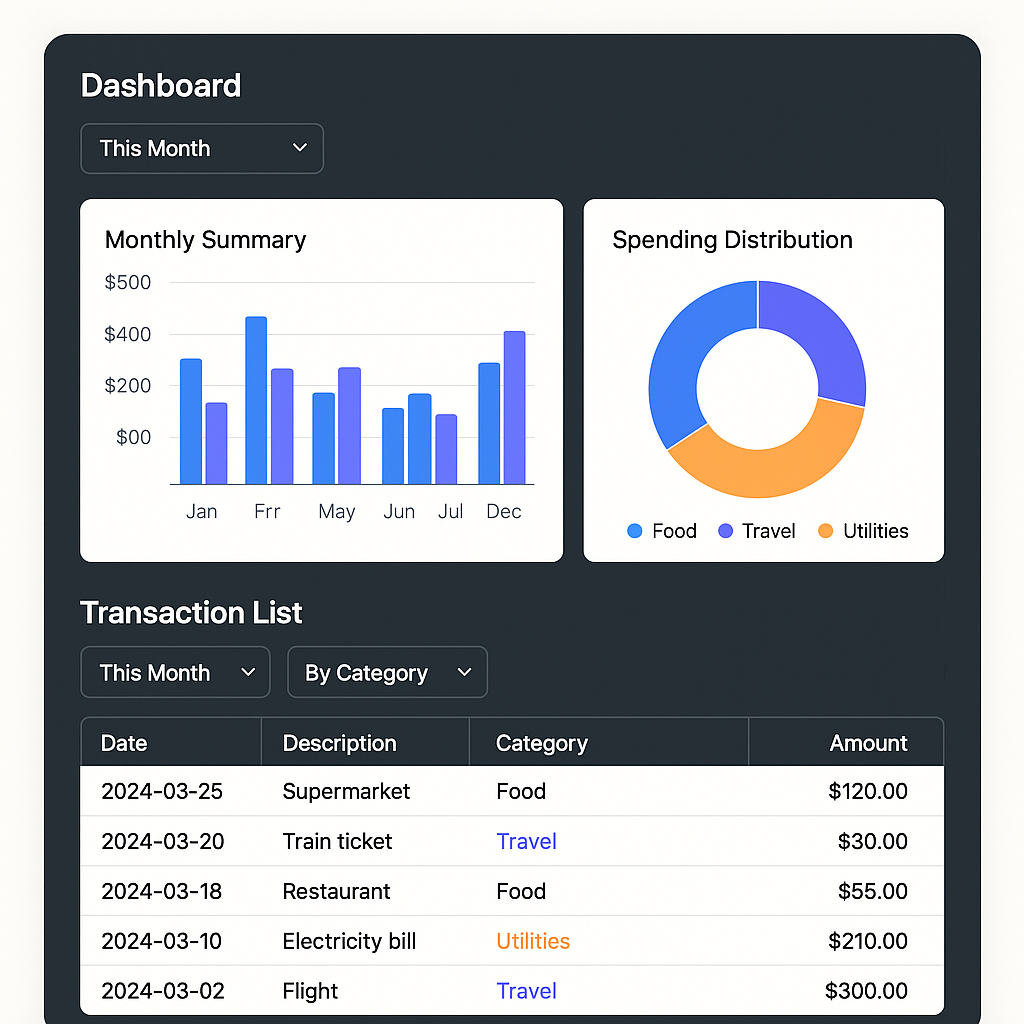 Dashboard
This Month
Monthly Summary
$500
$400
$200
$00
Jan Frr May Jun Jul Dec
Spending Distribution
Food Travel Utilities
Transaction List
This Month By Category
Date Description Category Amount
2024-03-25 Supermarket Food $120.00
2024-03-20 Train ticket Travel $30.00
2024-03-18 Restaurant Food $55.00
2024-03-10 Electricity bill Utilities $210.00
2024-03-02 Flight Travel $300.00